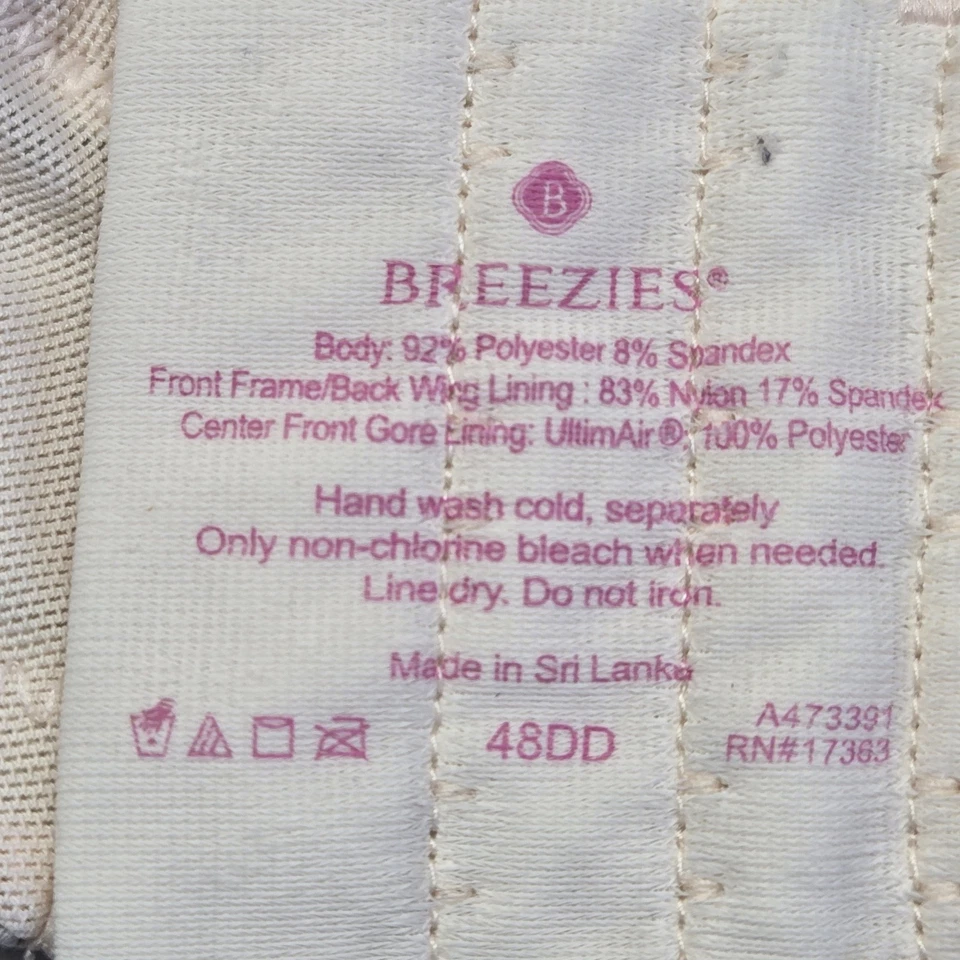 B
BREEZIES®
Body: 92% Polyester 8% Spandex
Front Frame/Back Wing Lining : 83% Nylon 17% Spandex
Center Front Gore Lining: UltimAir®; 100% Polyester
Hand wash cold, separately
Only non-chlorine bleach when needed.
Line dry. Do not iron.
Made in Sri Lanka
48DD
A473391
RN#17363